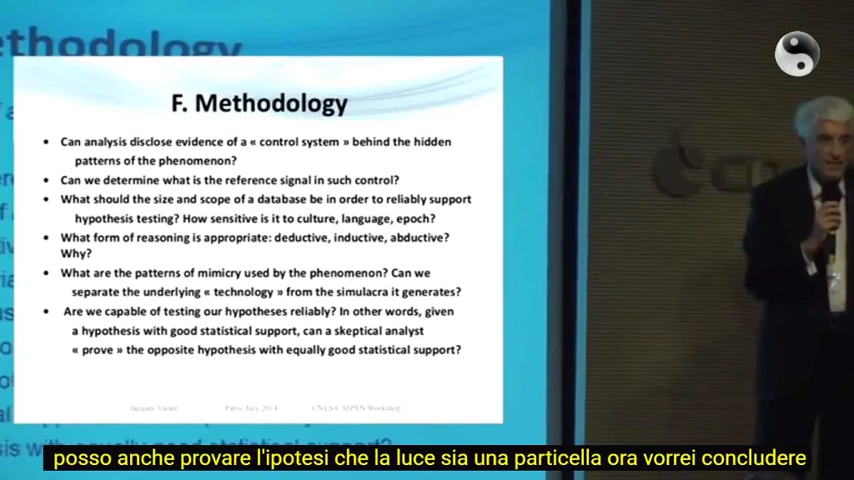 ethodology
F. Methodology
• Can analysis disclose evidence of a « control system » behind the hidden
patterns of the phenomenon?
• Can we determine what is the reference signal in such control?
• What should the size and scope of a database be in order to reliably support
hypothesis testing? How sensitive is it to culture, language, epoch?
• What form of reasoning is appropriate: deductive, inductive, abductive?
Why?
• What are the patterns of mimicry used by the phenomenon? Can we
separate the underlying « technology » from the simulacra it generates?
• Are we capable of testing our hypotheses reliably? In other words, given
a hypothesis with good statistical support, can a skeptical analyst
« prove » the opposite hypothesis with equally good statistical support?
Jacques Vallee Paris, July 2014 CNES/CAIPAN Workshop
posso anche provare l'ipotesi che la luce sia una particella ora vorrei concludere